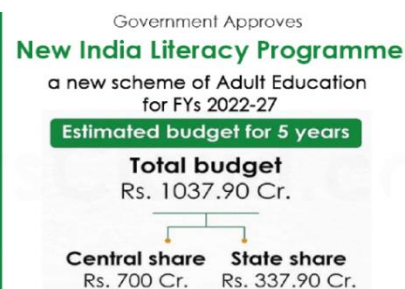 Government Approves
New India Literacy Programme
a new scheme of Adult Education
for FYs 2022-27
Estimated budget for 5 years
Total budget
Rs. 1037.90 Cr.
Central share State share
Rs. 700 Cr. Rs. 337.90 Cr.